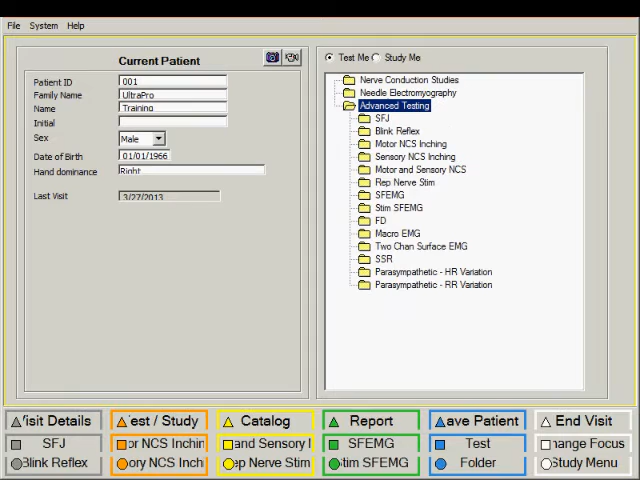 File System Help
Current Patient
Patient ID 001
Family Name UltraPro
Name Training
Initial
Sex Male
Date of Birth 01/01/1966
Hand dominance Right
Last Visit 3/27/2013
Test Me Study Me
Nerve Conduction Studies
Needle Electromyography
Advanced Testing
SFJ
Blink Reflex
Motor NCS Inching
Sensory NCS Inching
Motor and Sensory NCS
Rep Nerve Stim
SFEMG
Stim SFEMG
FD
Macro EMG
Two Chan Surface EMG
SSR
Parasympathetic - HR Variation
Parasympathetic - RR Variation
/isit Details est / Study Catalog Report ave Patient End Visit
SFJ or NCS Inchin and Sensory I SFEMG Test ange Focus
Blink Reflex ory NCS Inch ep Nerve Stim tim SFEMG Folder Study Menu